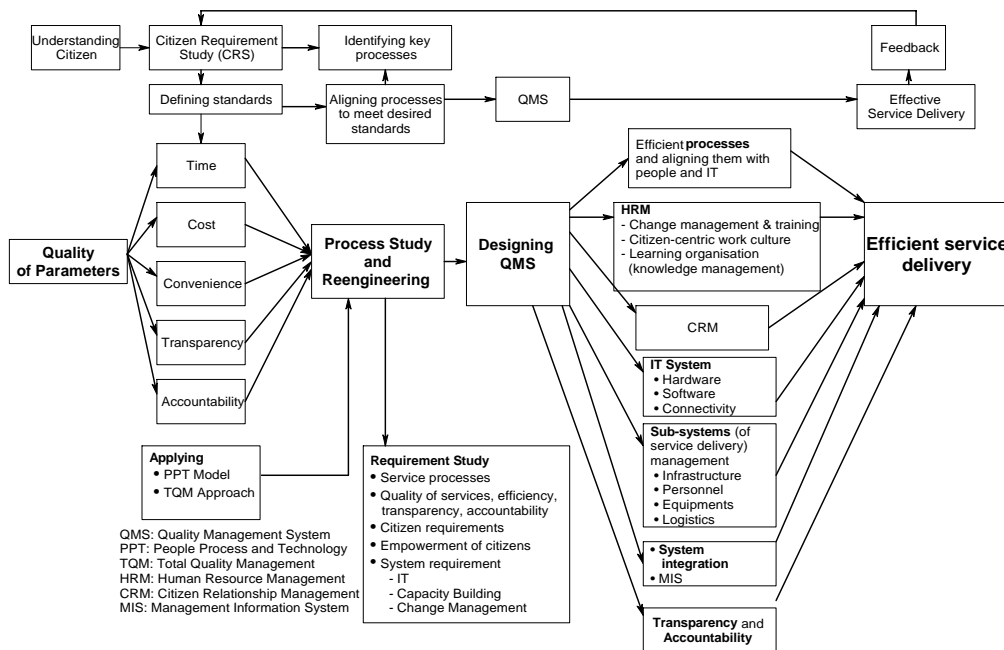 Understanding
Citizen
Citizen Requirement
Study (CRS)
Identifying key
processes
Feedback
Defining standards
Aligning processes
to meet desired
standards
QMS
Effective
Service Delivery
Time
Cost
Convenience
Transparency
Accountability
Quality
of Parameters
Process Study
and
Reengineering
Designing
QMS
Efficient processes
and aligning them with
people and IT
HRM
- Change management & training
- Citizen-centric work culture
- Learning organisation
(knowledge management)
CRM
IT System
• Hardware
• Software
• Connectivity
Sub-systems (of
service delivery)
management
• Infrastructure
• Personnel
• Equipments
• Logistics
• System
integration
• MIS
Transparency and
Accountability
Efficient service
delivery
Applying
• PPT Model
• TQM Approach
Requirement Study
• Service processes
• Quality of services, efficiency,
transparency, accountability
• Citizen requirements
• Empowerment of citizens
• System requirement
- IT
- Capacity Building
- Change Management
QMS: Quality Management System
PPT: People Process and Technology
TQM: Total Quality Management
HRM: Human Resource Management
CRM: Citizen Relationship Management
MIS: Management Information System